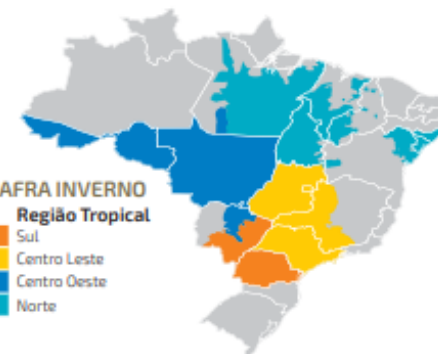 AFRA INVERNO
Região Tropical
Sul
Centro Leste
Centro Oeste
Norte